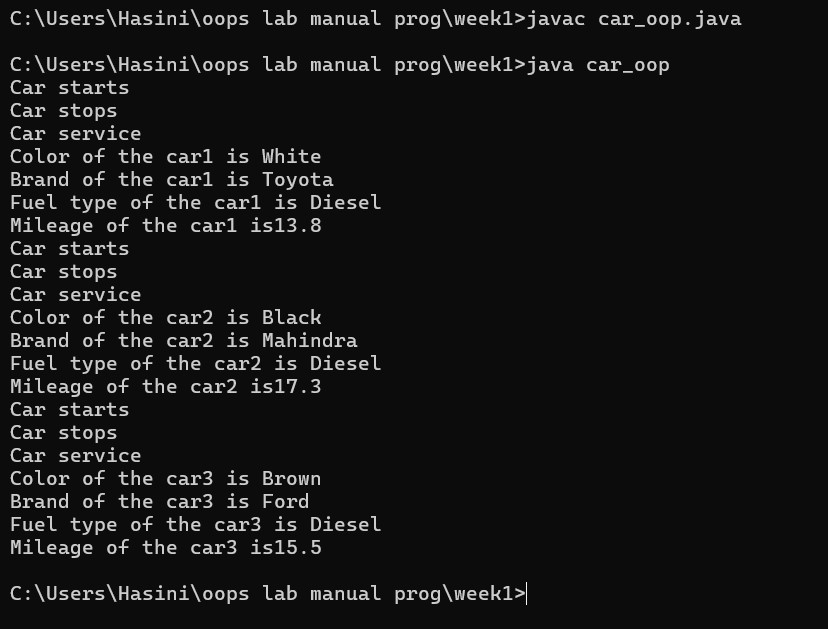 C:\Users\Hasini\oops lab manual prog\week1>javac car_oop.java
C:\Users\Hasini\oops lab manual prog\week1>java car_oop
Car starts
Car stops
Car service
Color of the car1 is White
Brand of the car1 is Toyota
Fuel type of the car1 is Diesel
Mileage of the car1 is13.8
Car starts
Car stops
Car service
Color of the car2 is Black
Brand of the car2 is Mahindra
Fuel type of the car2 is Diesel
Mileage of the car2 is17.3
Car starts
Car stops
Car service
Color of the car3 is Brown
Brand of the car3 is Ford
Fuel type of the car3 is Diesel
Mileage of the car3 is15.5
C:\Users\Hasini\oops lab manual prog\week1>